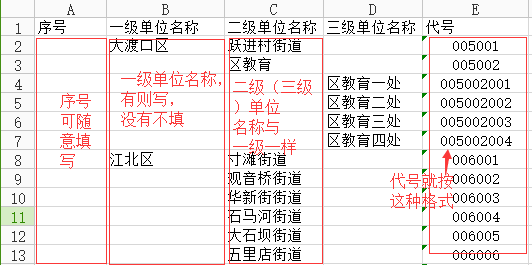 A B C D E
1 序号 一级单位名称 二级单位名称 三级单位名称 代号
2 大渡口区 跃进村街道 005001
3 区教育 005002
4 区教育一处 005002001
5 区教育二处 005002002
6 区教育三处 005002003
7 区教育四处 005002004
8 江北区 寸滩街道 006001
9 观音桥街道 006002
10 华新街街道 006003
11 石马河街道 006004
12 大石坝街道 006005
13 五里店街道 006006
序号
可随
意填
写
一级单位名称,
有则写,
没有不填
二级(三级
)单位
名称与
一级一样
代号就按
这种格式